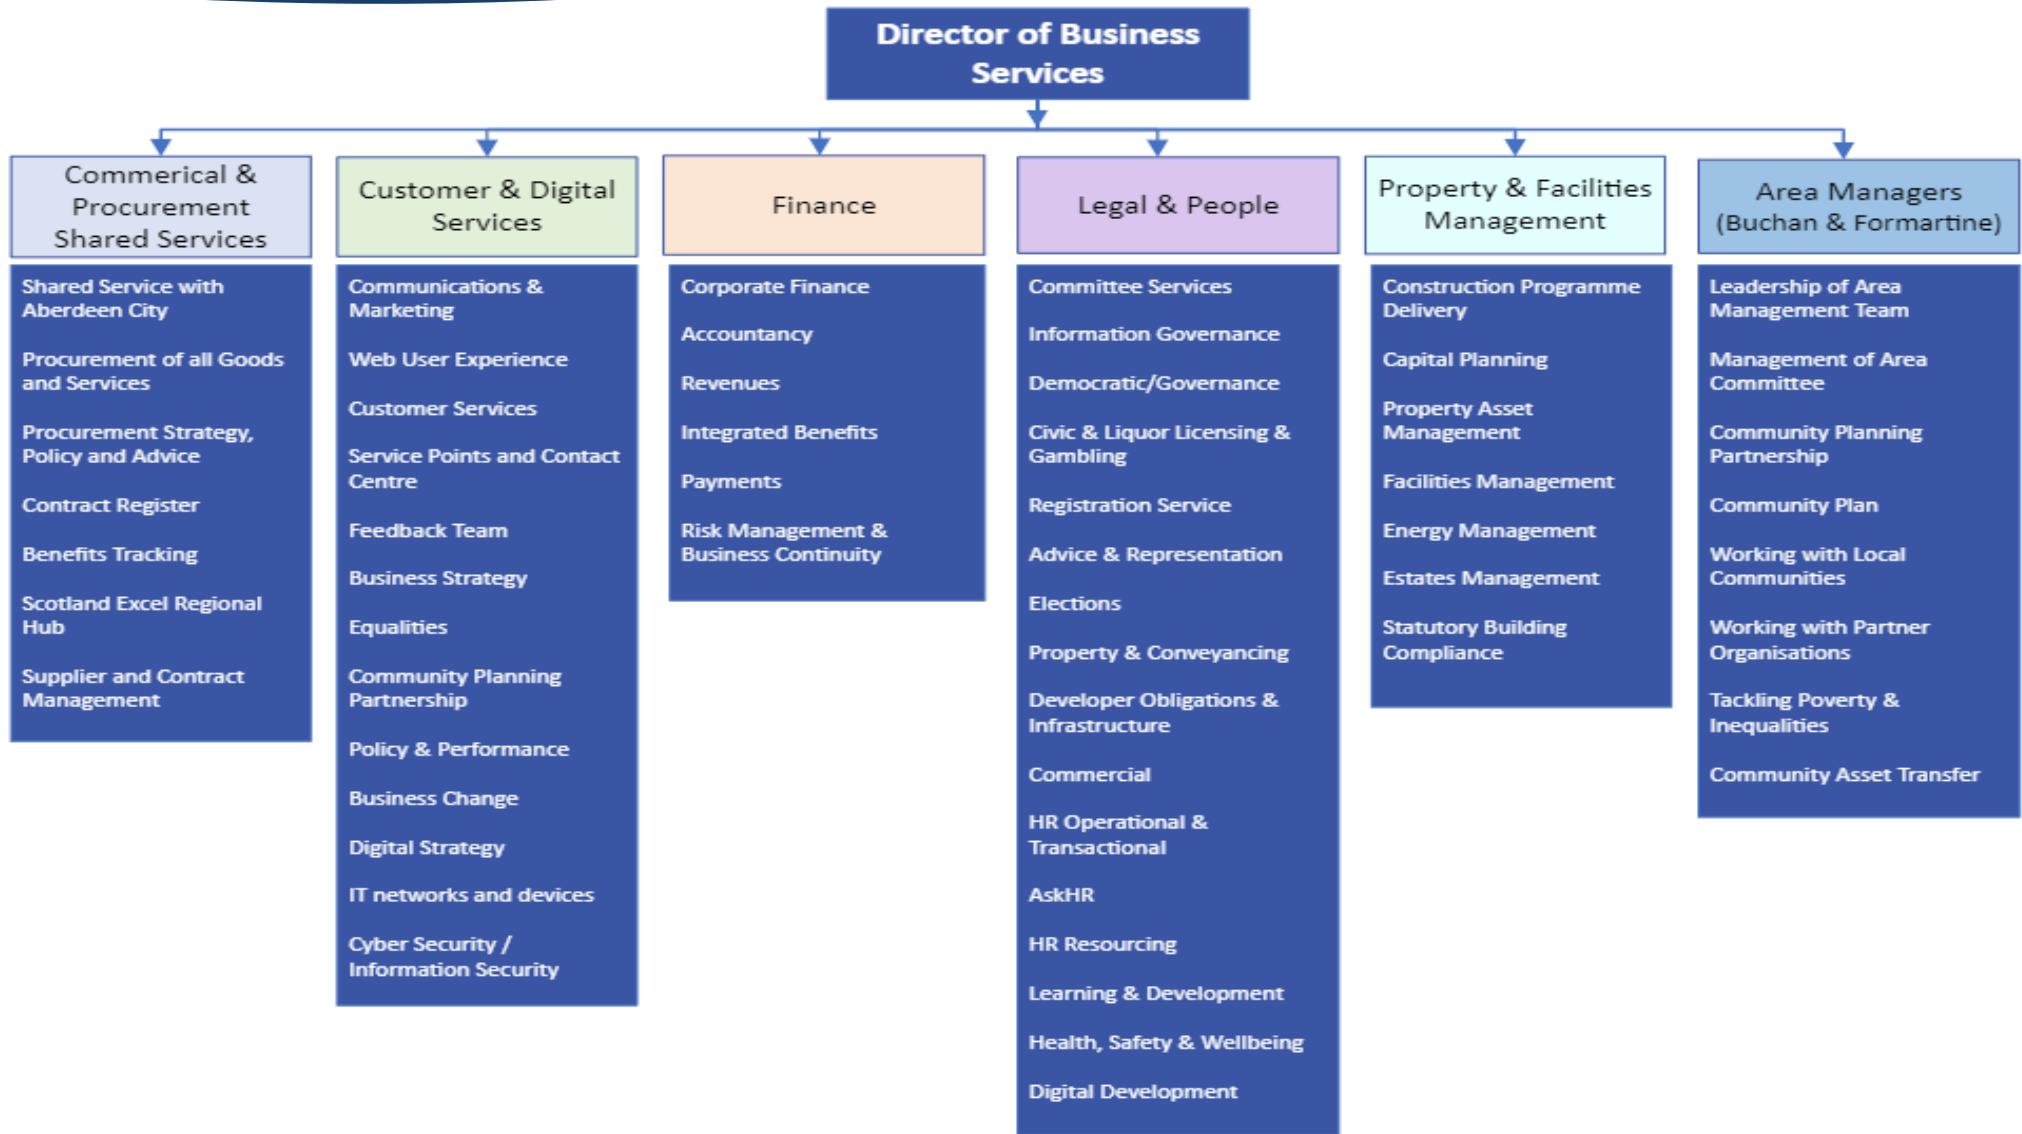 Director of Business
Services
Commerical &
Procurement
Shared Services
Shared Service with
Aberdeen City
Procurement of all Goods
and Services
Procurement Strategy,
Policy and Advice
Contract Register
Benefits Tracking
Scotland Excel Regional
Hub
Supplier and Contract
Management
Customer & Digital
Services
Communications &
Marketing
Web User Experience
Customer Services
Service Points and Contact
Centre
Feedback Team
Business Strategy
Equalities
Community Planning
Partnership
Policy & Performance
Business Change
Digital Strategy
IT networks and devices
Cyber Security /
Information Security
Finance
Corporate Finance
Accountancy
Revenues
Integrated Benefits
Payments
Risk Management &
Business Continuity
Legal & People
Committee Services
Information Governance
Democratic/Governance
Civic & Liquor Licensing &
Gambling
Registration Service
Advice & Representation
Elections
Property & Conveyancing
Developer Obligations &
Infrastructure
Commercial
HR Operational &
Transactional
AskHR
HR Resourcing
Learning & Development
Health, Safety & Wellbeing
Digital Development
Property & Facilities
Management
Construction Programme
Delivery
Capital Planning
Property Asset
Management
Facilities Management
Energy Management
Estates Management
Statutory Building
Compliance
Area Managers
(Buchan & Formartine)
Leadership of Area
Management Team
Management of Area
Committee
Community Planning
Partnership
Community Plan
Working with Local
Communities
Working with Partner
Organisations
Tackling Poverty &
Inequalities
Community Asset Transfer